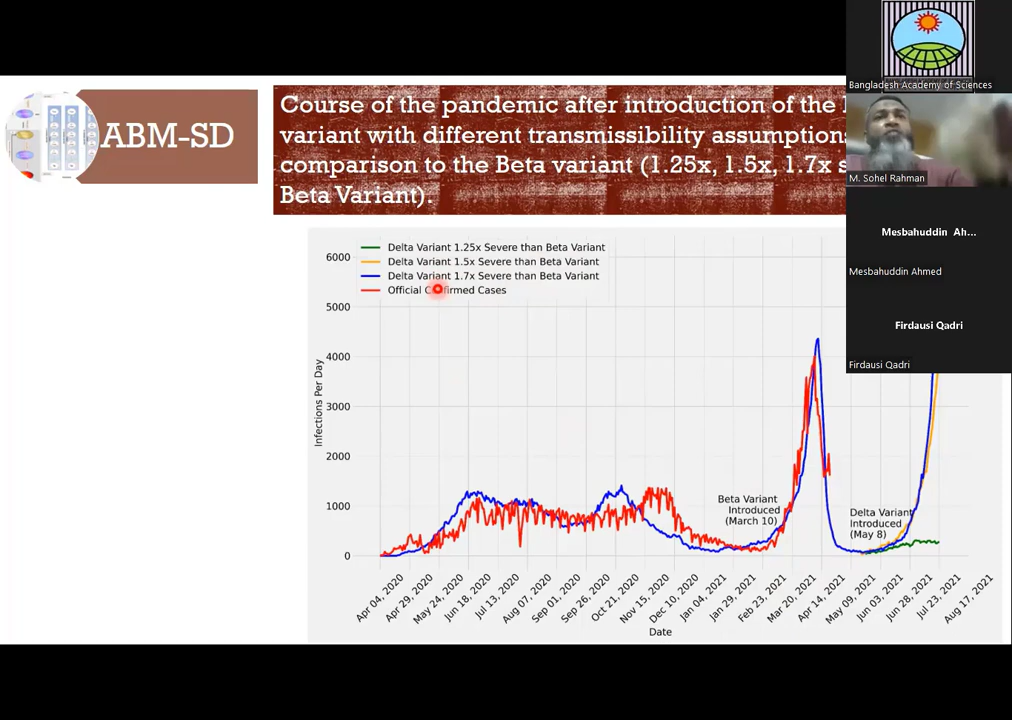 ABM-SD
Course of the pandemic after introduction of the
variant with different transmissibility assumptions
comparison to the Beta variant (1.25x, 1.5x, 1.7x
Beta Variant).
Bangladesh Academy of Sciences
M. Sohel Rahman
Mesbahuddin Ah...
Mesbahuddin Ahmed
Firdausi Qadri
Firdausi Qadri
Delta Variant 1.25x Severe than Beta Variant
Delta Variant 1.5x Severe than Beta Variant
Delta Variant 1.7x Severe than Beta Variant
Official Confirmed Cases
6000
5000
4000
3000
2000
1000
0
Infections Per Day
Beta Variant
Introduced
(March 10)
Delta Variant
Introduced
(May 8)
Apr 04, 2020
Apr 29, 2020
May 24, 2020
Jun 18, 2020
Jul 13, 2020
Aug 07, 2020
Sep 01, 2020
Sep 26, 2020
Oct 21, 2020
Nov 15, 2020
Dec 10, 2020
Jan 04, 2021
Jan 29, 2021
Feb 23, 2021
Mar 20, 2021
Apr 14, 2021
May 09, 2021
Jun 03, 2021
Jun 28, 2021
Jul 23, 2021
Aug 17, 2021
Date